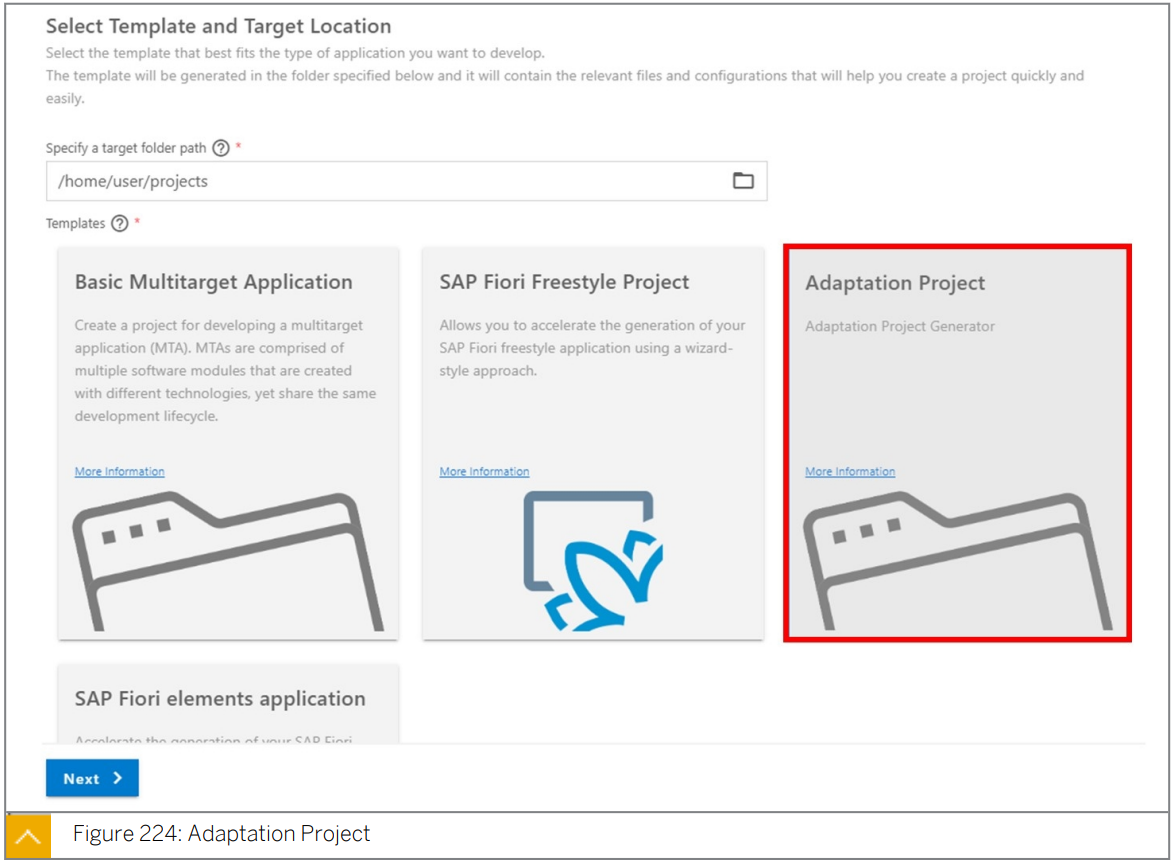 Select Template and Target Location
Select the template that best fits the type of application you want to develop.
The template will be generated in the folder specified below and it will contain the relevant files and configurations that will help you create a project quickly and
easily.
Specify a target folder path ? *
/home/user/projects
Templates ? *
Basic Multitarget Application
Create a project for developing a multitarget
application (MTA). MTAs are comprised of
multiple software modules that are created
with different technologies, yet share the same
development lifecycle.
More Information
SAP Fiori Freestyle Project
Allows you to accelerate the generation of your
SAP Fiori freestyle application using a wizard-
style approach.
More Information
Adaptation Project
Adaptation Project Generator
More Information
SAP Fiori elements application
Accelerate the generation of your SAP Fiori
Next
Figure 224: Adaptation Project